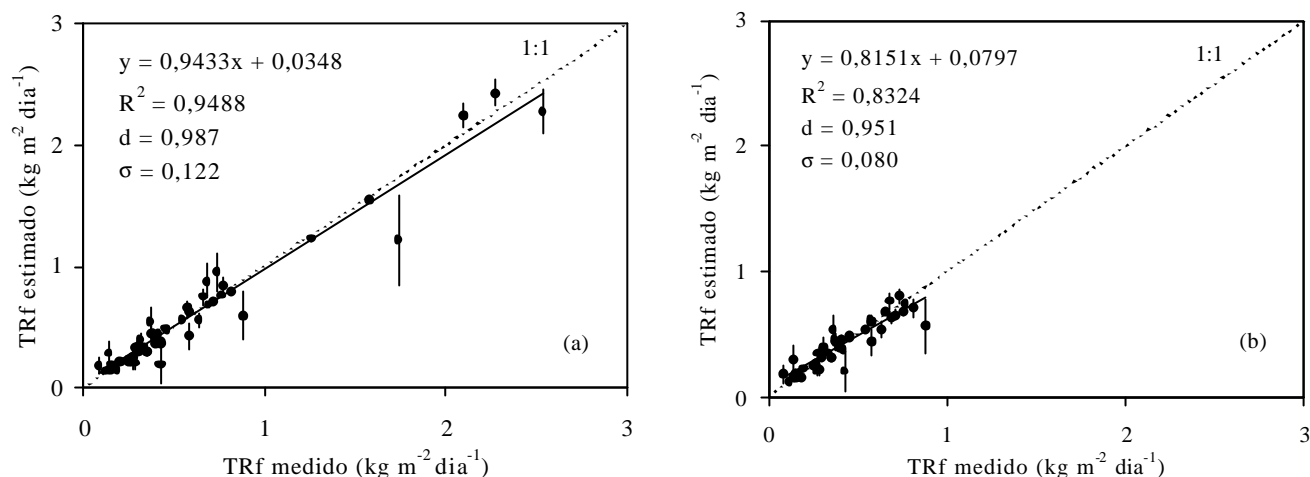 3
2
1
0
TRf estimado (kg m-2 dia-1)
y = 0,9433x + 0,0348
R2 = 0,9488
d = 0,987
σ = 0,122
1:1
(a)
0 1 2 3
TRf medido (kg m-2 dia-1)
3
2
1
0
TRf estimado (kg m-2 dia-1)
y = 0,8151x + 0,0797
R2 = 0,8324
d = 0,951
σ = 0,080
1:1
(b)
0 1 2 3
TRf medido (kg m-2 dia-1)